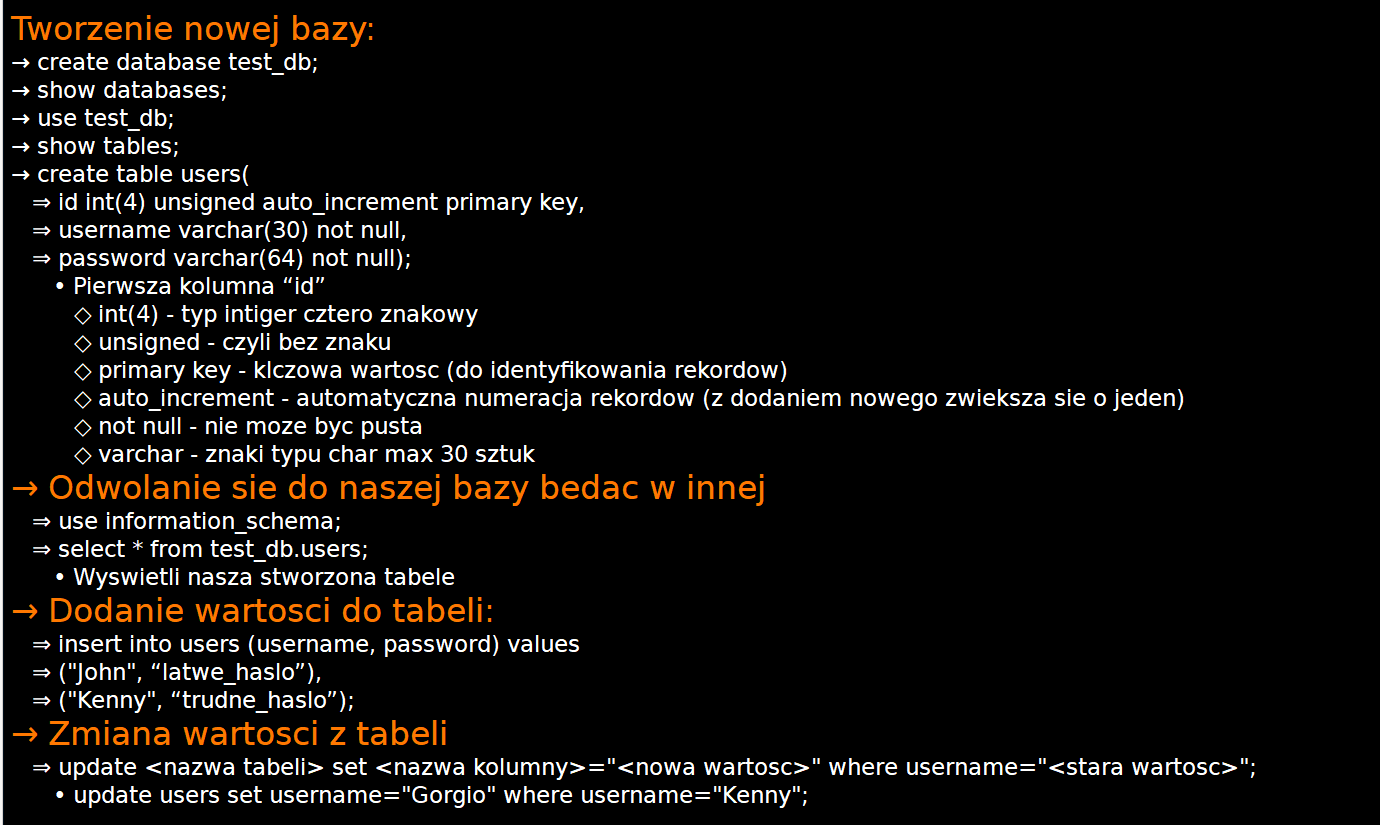 Tworzenie nowej bazy:
→ create database test_db;
→ show databases;
→ use test_db;
→ show tables;
→ create table users(
⇒ id int(4) unsigned auto_increment primary key,
⇒ username varchar(30) not null,
⇒ password varchar(64) not null);
• Pierwsza kolumna “id”
◇ int(4) - typ intiger cztero znakowy
◇ unsigned - czyli bez znaku
◇ primary key - klczowa wartosc (do identyfikowania rekordow)
◇ auto_increment - automatyczna numeracja rekordow (z dodaniem nowego zwieksza sie o jeden)
◇ not null - nie moze byc pusta
◇ varchar - znaki typu char max 30 sztuk
→ Odwolanie sie do naszej bazy bedac w innej
⇒ use information_schema;
⇒ select * from test_db.users;
• Wyswietli nasza stworzona tabele
→ Dodanie wartosci do tabeli:
⇒ insert into users (username, password) values
⇒ ("John", “latwe_haslo”),
⇒ ("Kenny", “trudne_haslo”);
→ Zmiana wartosci z tabeli
⇒ update <nazwa tabeli> set <nazwa kolumny>="<nowa wartosc>" where username="<stara wartosc>";
• update users set username="Gorgio" where username="Kenny";